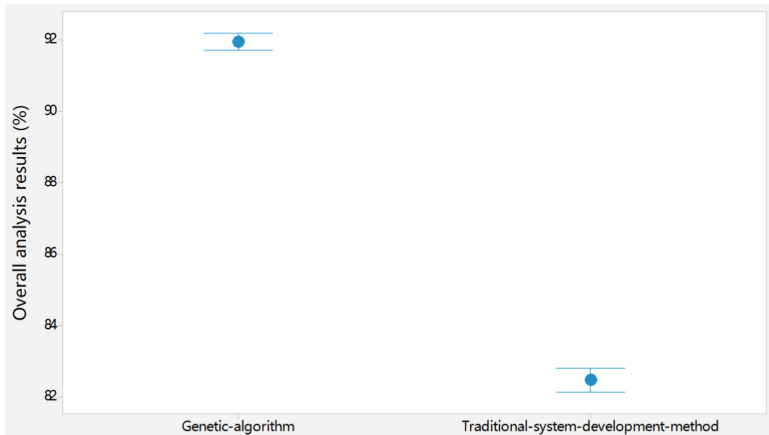 Overall analysis results (%)
92
90
88
86
84
82
Genetic-algorithm
Traditional-system-development-method